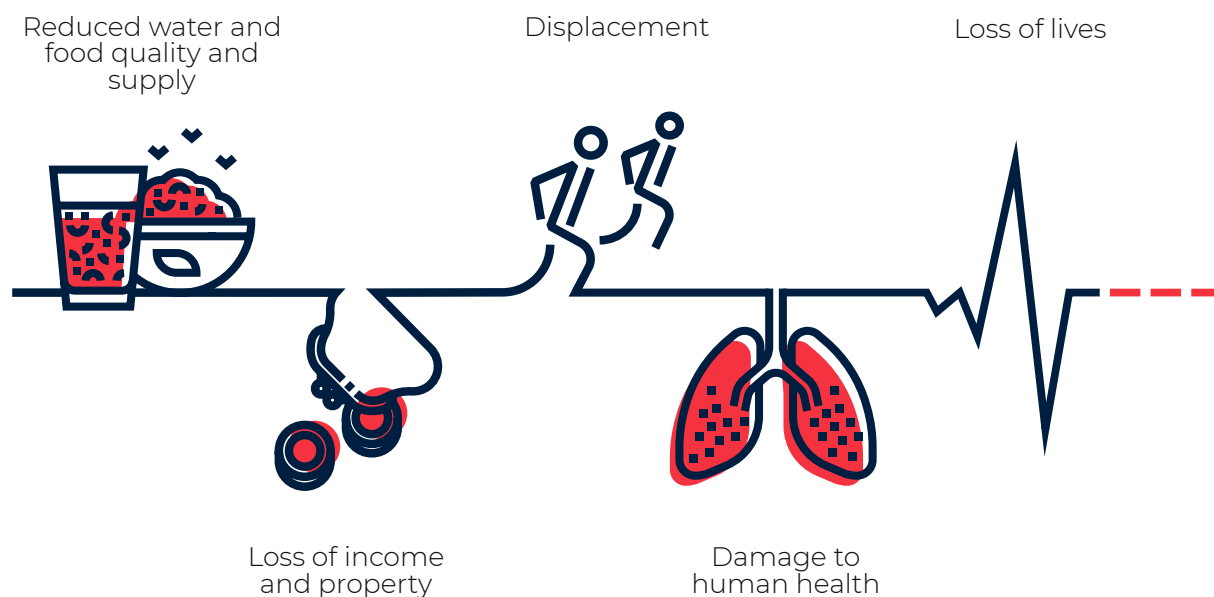 Reduced water and
food quality and
supply
Displacement
Loss of lives
Loss of income
and property
Damage to
human health